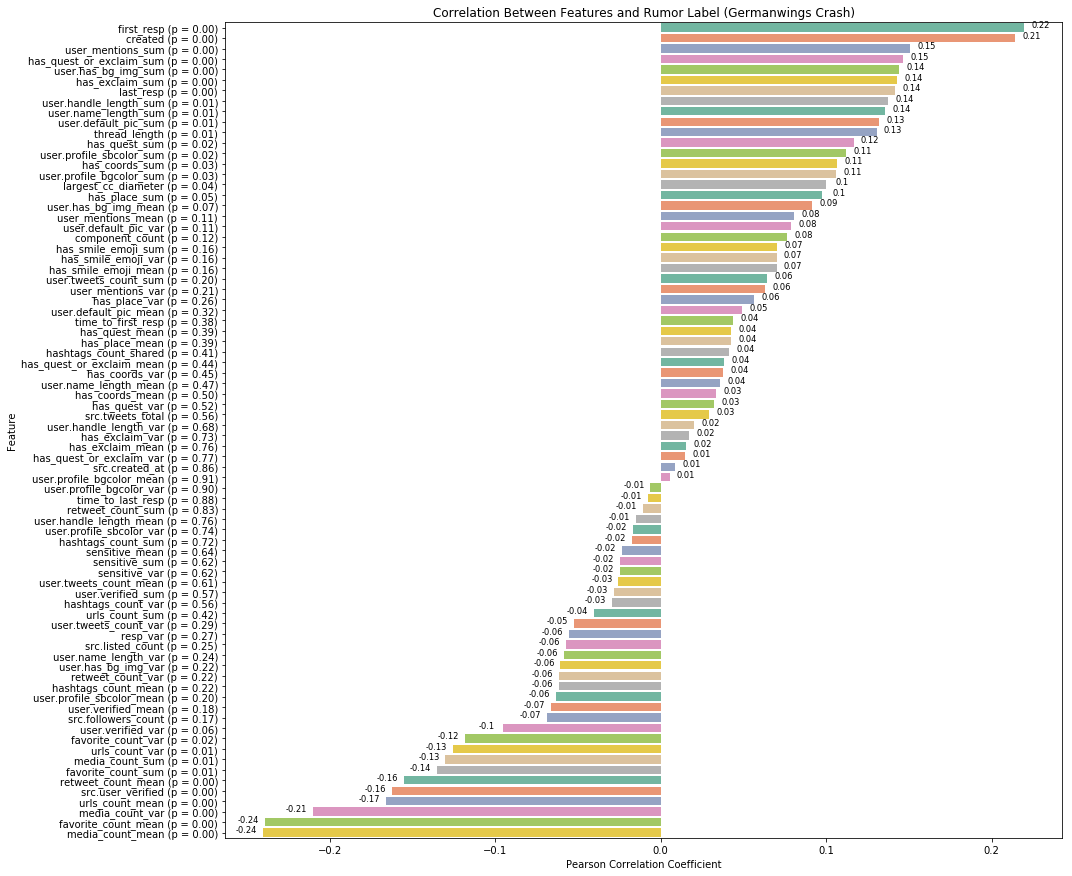 Correlation Between Features and Rumor Label (Germanwings Crash)
first_resp (p = 0.00) 0.22
created (p = 0.00) 0.21
user_mentions_sum (p = 0.00) 0.15
has_quest_or_exclaim_sum (p = 0.00) 0.15
user.has_bg_img_sum (p = 0.00) 0.14
has_exclaim_sum (p = 0.00) 0.14
last_resp (p = 0.00) 0.14
user.handle_length_sum (p = 0.01) 0.14
user.name_length_sum (p = 0.01) 0.14
user.default_pic_sum (p = 0.01) 0.13
thread_length (p = 0.01) 0.13
has_quest_sum (p = 0.02) 0.12
user.profile_sbcolor_sum (p = 0.02) 0.11
has_coords_sum (p = 0.03) 0.11
user.profile_bgcolor_sum (p = 0.03) 0.11
largest_cc_diameter (p = 0.04) 0.1
has_place_sum (p = 0.05) 0.1
user.has_bg_img_mean (p = 0.07) 0.09
user_mentions_mean (p = 0.11) 0.08
user.default_pic_var (p = 0.11) 0.08
component_count (p = 0.12) 0.08
has_smile_emoji_sum (p = 0.16) 0.07
has_smile_emoji_var (p = 0.16) 0.07
has_smile_emoji_mean (p = 0.16) 0.07
user.tweets_count_sum (p = 0.20) 0.06
user_mentions_var (p = 0.21) 0.06
has_place_var (p = 0.26) 0.06
user.default_pic_mean (p = 0.32) 0.05
time_to_first_resp (p = 0.38) 0.04
has_quest_mean (p = 0.39) 0.04
has_place_mean (p = 0.39) 0.04
hashtags_count_shared (p = 0.41) 0.04
has_quest_or_exclaim_mean (p = 0.44) 0.04
has_coords_var (p = 0.45) 0.04
user.name_length_mean (p = 0.47) 0.04
has_coords_mean (p = 0.50) 0.03
has_quest_var (p = 0.52) 0.03
src.tweets_total (p = 0.56) 0.03
user.handle_length_var (p = 0.68) 0.02
has_exclaim_var (p = 0.73) 0.02
has_exclaim_mean (p = 0.76) 0.02
has_quest_or_exclaim_var (p = 0.77) 0.01
src.created_at (p = 0.86) 0.01
user.profile_bgcolor_mean (p = 0.91) 0.01
user.profile_bgcolor_var (p = 0.90) -0.01
time_to_last_resp (p = 0.88) -0.01
retweet_count_sum (p = 0.83) -0.01
user.handle_length_mean (p = 0.76) -0.01
user.profile_sbcolor_var (p = 0.74) -0.02
hashtags_count_sum (p = 0.72) -0.02
sensitive_mean (p = 0.64) -0.02
sensitive_sum (p = 0.62) -0.02
sensitive_var (p = 0.62) -0.02
user.tweets_count_mean (p = 0.61) -0.03
user.verified_sum (p = 0.57) -0.03
hashtags_count_var (p = 0.56) -0.03
urls_count_sum (p = 0.42) -0.04
user.tweets_count_var (p = 0.29) -0.05
resp_var (p = 0.27) -0.06
src.listed_count (p = 0.25) -0.06
user.name_length_var (p = 0.24) -0.06
user.has_bg_img_var (p = 0.22) -0.06
retweet_count_var (p = 0.22) -0.06
hashtags_count_mean (p = 0.22) -0.06
user.profile_sbcolor_mean (p = 0.20) -0.06
user.verified_mean (p = 0.18) -0.07
src.followers_count (p = 0.17) -0.07
user.verified_var (p = 0.06) -0.1
favorite_count_var (p = 0.02) -0.12
urls_count_var (p = 0.01) -0.13
media_count_sum (p = 0.01) -0.13
favorite_count_sum (p = 0.01) -0.14
retweet_count_mean (p = 0.00) -0.16
src.user_verified (p = 0.00) -0.16
urls_count_mean (p = 0.00) -0.17
media_count_var (p = 0.00) -0.21
favorite_count_mean (p = 0.00) -0.24
media_count_mean (p = 0.00) -0.24
Feature
−0.2 −0.1 0.0 0.1 0.2
Pearson Correlation Coefficient